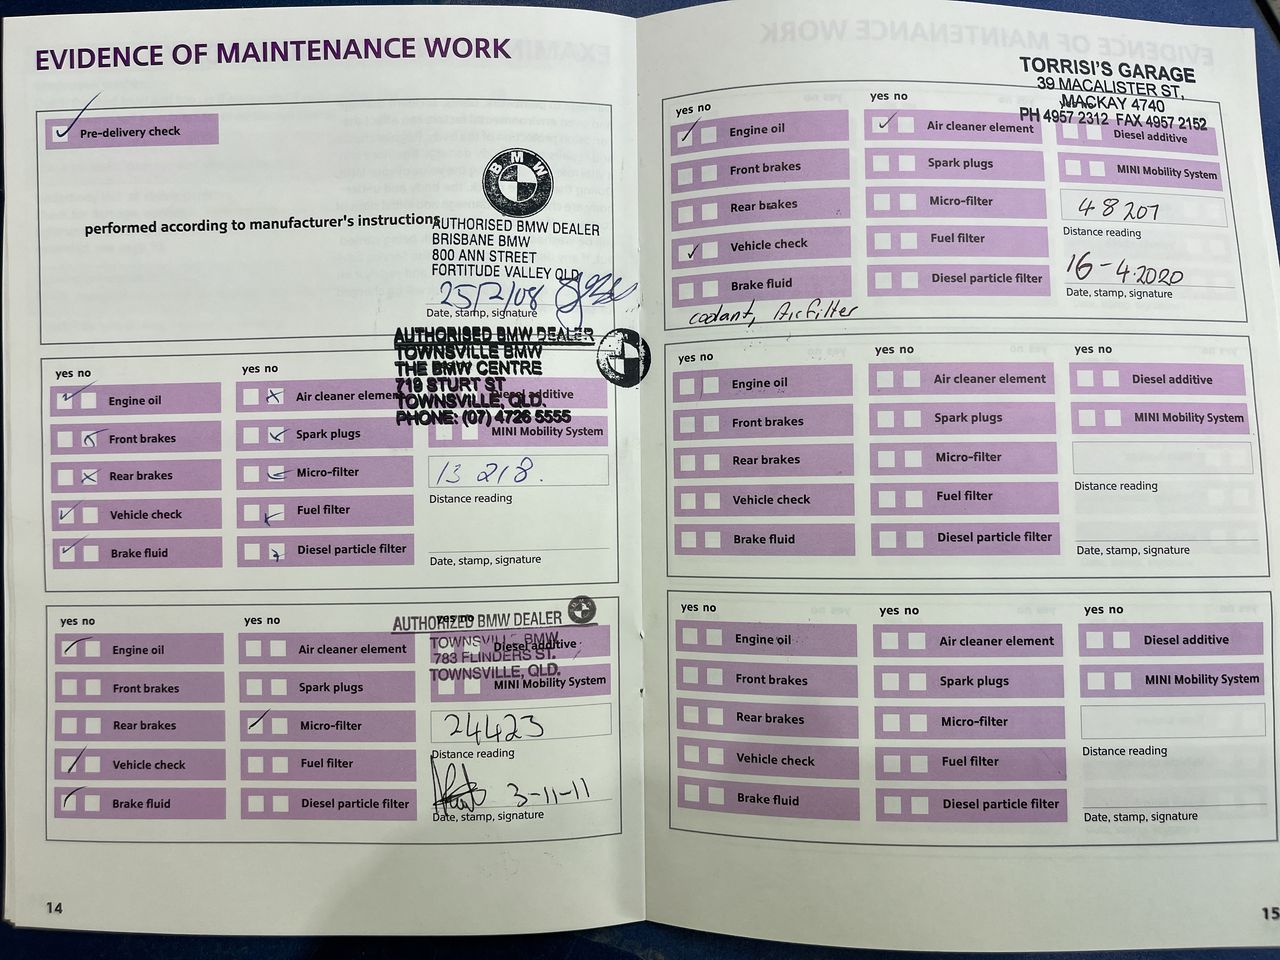 EVIDENCE OF MAINTENANCE WORK
Pre-delivery check
performed according to manufacturer's instructions
BMW
AUTHORISED BMW DEALER
BRISBANE BMW
800 ANN STREET
FORTITUDE VALLEY QLD
25/2/08
Date, stamp, signature
AUTHORISED BMW DEALER
TOWNSVILLE BMW
THE BMW CENTRE
719 STURT ST
TOWNSVILLE, QLD.
PHONE: (07) 4726 5555
yes no
Engine oil
Front brakes
Rear brakes
Vehicle check
Brake fluid
yes no
Air cleaner element
Spark plugs
Micro-filter
Fuel filter
Diesel particle filter
Diesel additive
MINI Mobility System
13 218.
Distance reading
Date, stamp, signature
yes no
Engine oil
Front brakes
Rear brakes
Vehicle check
Brake fluid
yes no
Air cleaner element
Spark plugs
Micro-filter
Fuel filter
Diesel particle filter
AUTHORIZED BMW DEALER
yes no
TOWNSVILLE BMW
783 FLINDERS ST.
TOWNSVILLE, QLD.
Diesel additive
MINI Mobility System
24423
Distance reading
3-11-11
Date, stamp, signature
14
TORRISI'S GARAGE
39 MACALISTER ST,
MACKAY 4740
PH 4957 2312 FAX 4957 2152
yes no
Engine oil
Front brakes
Rear brakes
Vehicle check
Brake fluid
coolant, Air filter
yes no
Air cleaner element
Spark plugs
Micro-filter
Fuel filter
Diesel particle filter
yes no
Diesel additive
MINI Mobility System
48207
Distance reading
16-4-2020
Date, stamp, signature
yes no
Engine oil
Front brakes
Rear brakes
Vehicle check
Brake fluid
yes no
Air cleaner element
Spark plugs
Micro-filter
Fuel filter
Diesel particle filter
yes no
Diesel additive
MINI Mobility System
Distance reading
Date, stamp, signature
yes no
Engine oil
Front brakes
Rear brakes
Vehicle check
Brake fluid
yes no
Air cleaner element
Spark plugs
Micro-filter
Fuel filter
Diesel particle filter
yes no
Diesel additive
MINI Mobility System
Distance reading
Date, stamp, signature
15